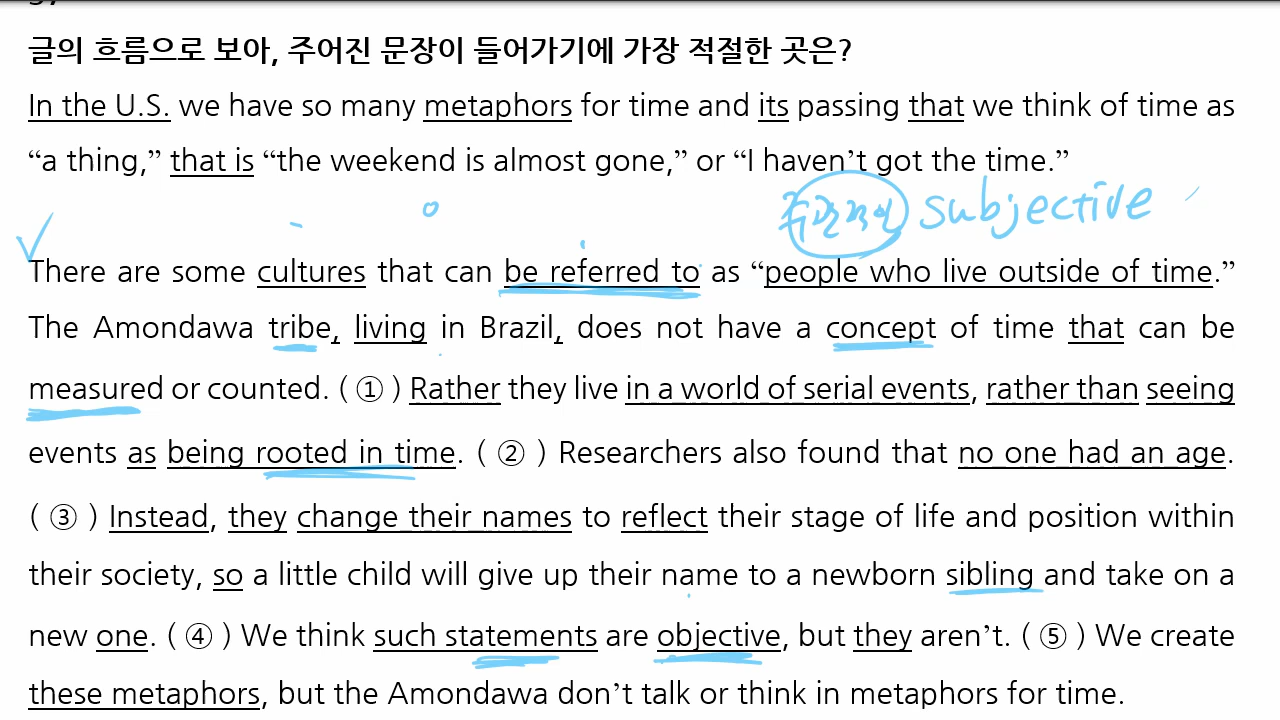 글의 흐름으로 보아, 주어진 문장이 들어가기에 가장 적절한 곳은?
In the U.S. we have so many metaphors for time and its passing that we think of time as
“a thing,” that is “the weekend is almost gone,” or “I haven’t got the time.”
주관적인 subjective
There are some cultures that can be referred to as “people who live outside of time.”
The Amondawa tribe, living in Brazil, does not have a concept of time that can be
measured or counted. ( ① ) Rather they live in a world of serial events, rather than seeing
events as being rooted in time. ( ② ) Researchers also found that no one had an age.
( ③ ) Instead, they change their names to reflect their stage of life and position within
their society, so a little child will give up their name to a newborn sibling and take on a
new one. ( ④ ) We think such statements are objective, but they aren’t. ( ⑤ ) We create
these metaphors, but the Amondawa don’t talk or think in metaphors for time.